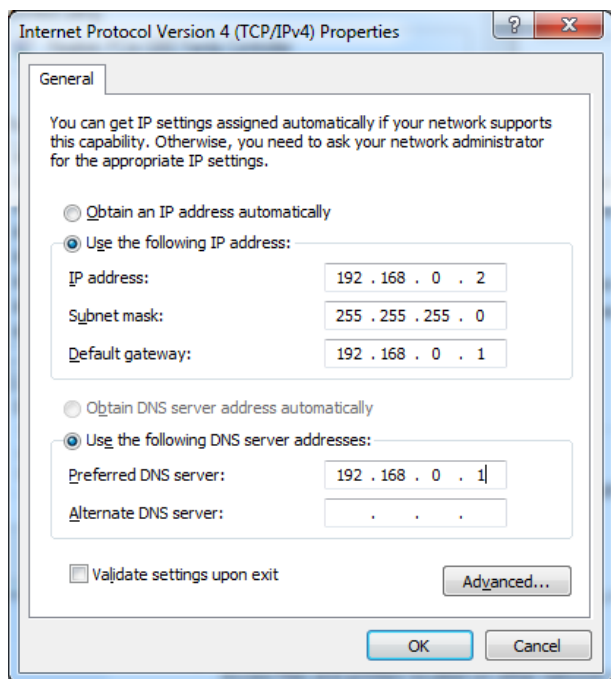 Internet Protocol Version 4 (TCP/IPv4) Properties
?
X
General
You can get IP settings assigned automatically if your network supports
this capability. Otherwise, you need to ask your network administrator
for the appropriate IP settings.
Obtain an IP address automatically
Use the following IP address:
IP address: 192 . 168 . 0 . 2
Subnet mask: 255 . 255 . 255 . 0
Default gateway: 192 . 168 . 0 . 1
Obtain DNS server address automatically
Use the following DNS server addresses:
Preferred DNS server: 192 . 168 . 0 . 1
Alternate DNS server: . . .
Validate settings upon exit
Advanced...
OK Cancel